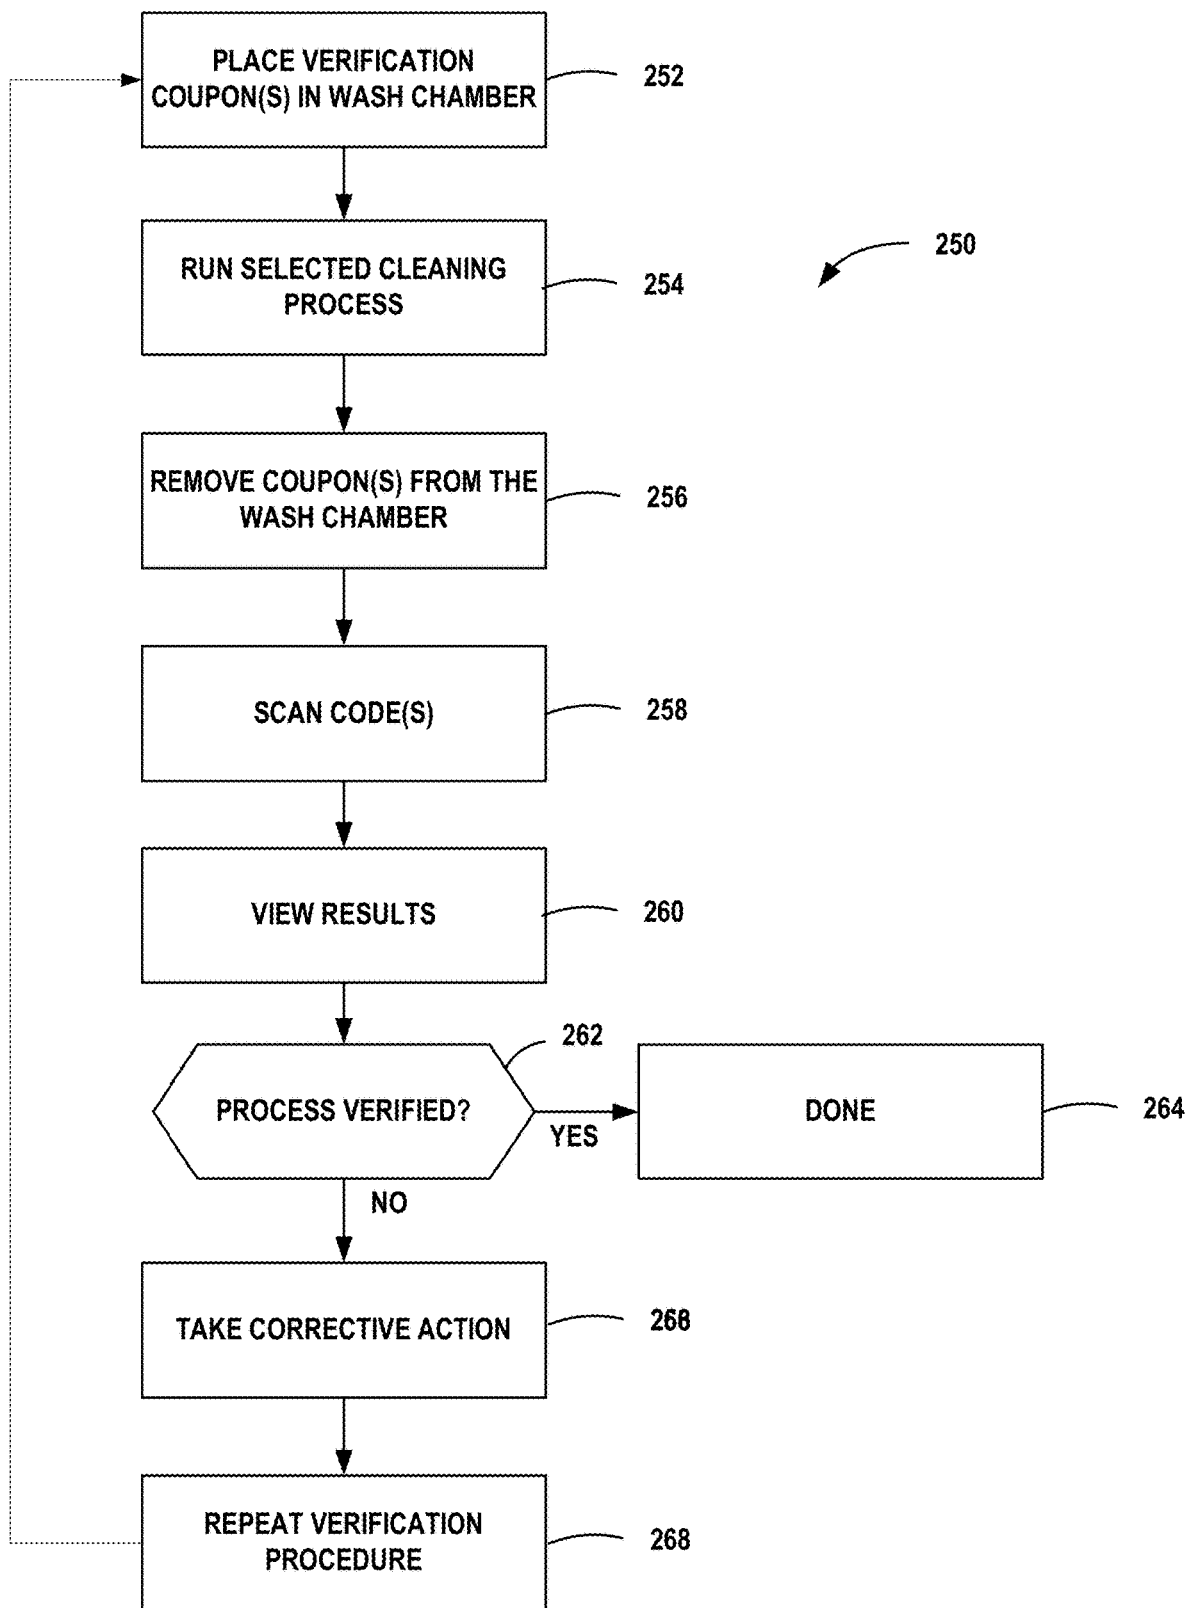 PLACE VERIFICATION
COUPON(S) IN WASH CHAMBER
252
RUN SELECTED CLEANING
PROCESS
254
250
REMOVE COUPON(S) FROM THE
WASH CHAMBER
256
SCAN CODE(S)
258
VIEW RESULTS
260
262
PROCESS VERIFIED?
YES
DONE
264
NO
TAKE CORRECTIVE ACTION
266
REPEAT VERIFICATION
PROCEDURE
268